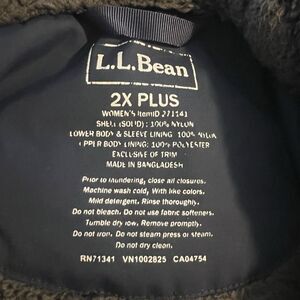 L.L.Bean
2X PLUS
WOMEN'S ItemID 271141
SHELL (SOLID): 100% NYLON
LOWER BODY & SLEEVE LINING: 100% NYLON
UPPER BODY LINING: 100% POLYESTER
EXCLUSIVE OF TRIM
MADE IN BANGLADESH
Prior to laundering, close all closures.
Machine wash cold, With like colors.
Mild detergent. Rinse thoroughly.
Do not bleach. Do not use fabric softeners.
Tumble dry low. Remove promptly.
Do not iron. Do not steam press or steam.
Do not dry clean.
RN71341 VN1002825 CA04754